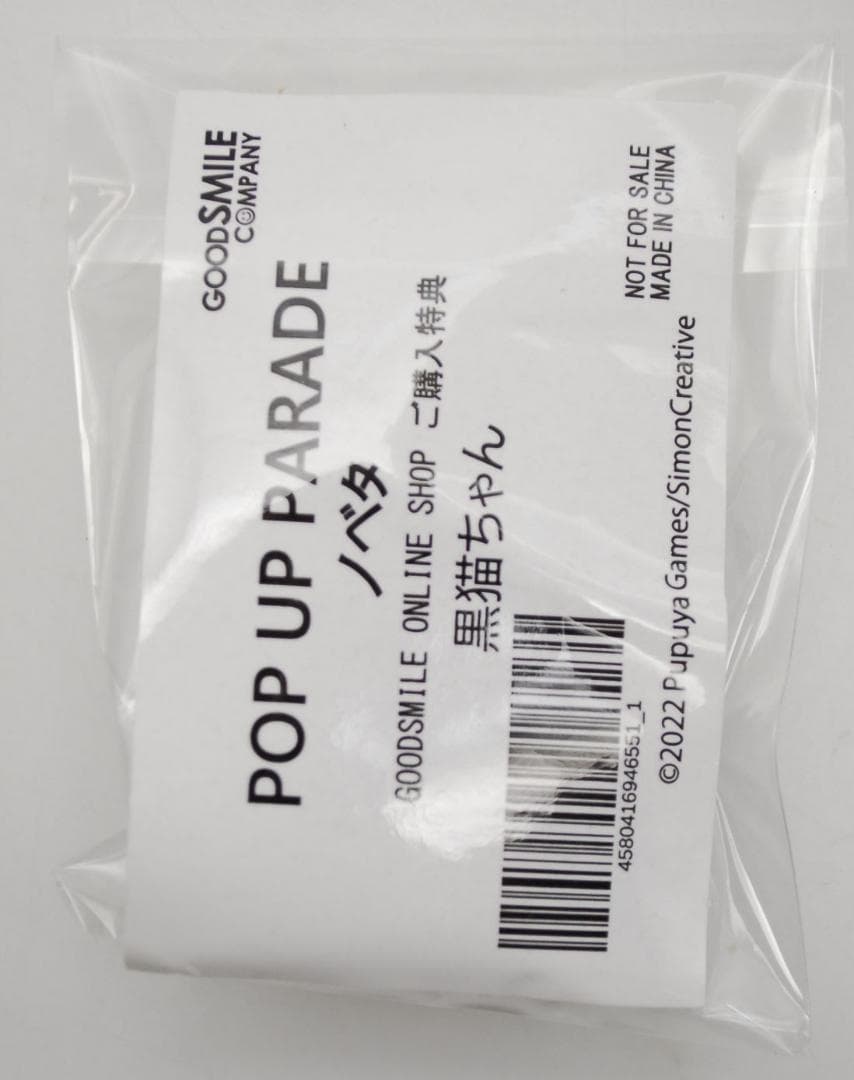 GOODSMILE
COMPANY
POP UP PARADE
ノベタ
GOODSMILE ONLINE SHOP ご購入特典
黒猫ちゃん
4580416946551_1
©2022 Pupuya Games/SimonCreative
NOT FOR SALE
MADE IN CHINA